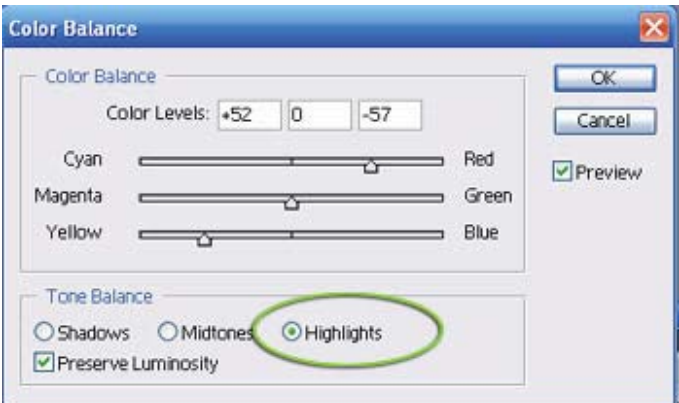 Color Balance
Color Balance
Color Levels: +52 0 -57
Cyan Red
Magenta Green
Yellow Blue
OK
Cancel
Preview
Tone Balance
Shadows Midtones Highlights
Preserve Luminosity